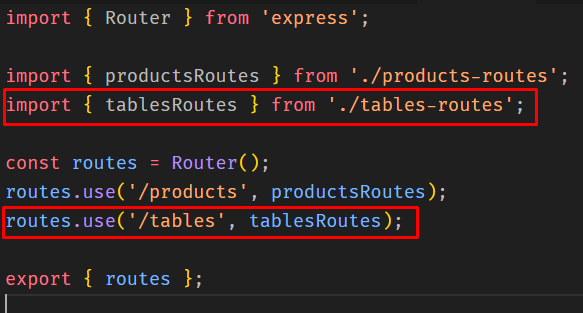 import { Router } from 'express';
import { productsRoutes } from './products-routes';
import { tablesRoutes } from './tables-routes';
const routes = Router();
routes.use('/products', productsRoutes);
routes.use('/tables', tablesRoutes);
export { routes };